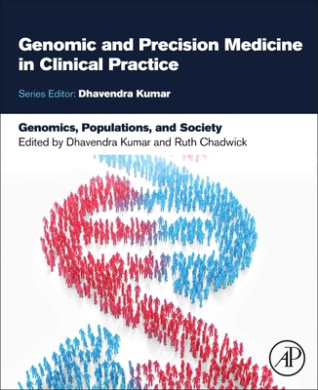 Genomic and Precision Medicine
in Clinical Practice
Series Editor: Dhavendra Kumar
Genomics, Populations, and Society
Edited by Dhavendra Kumar and Ruth Chadwick
AP